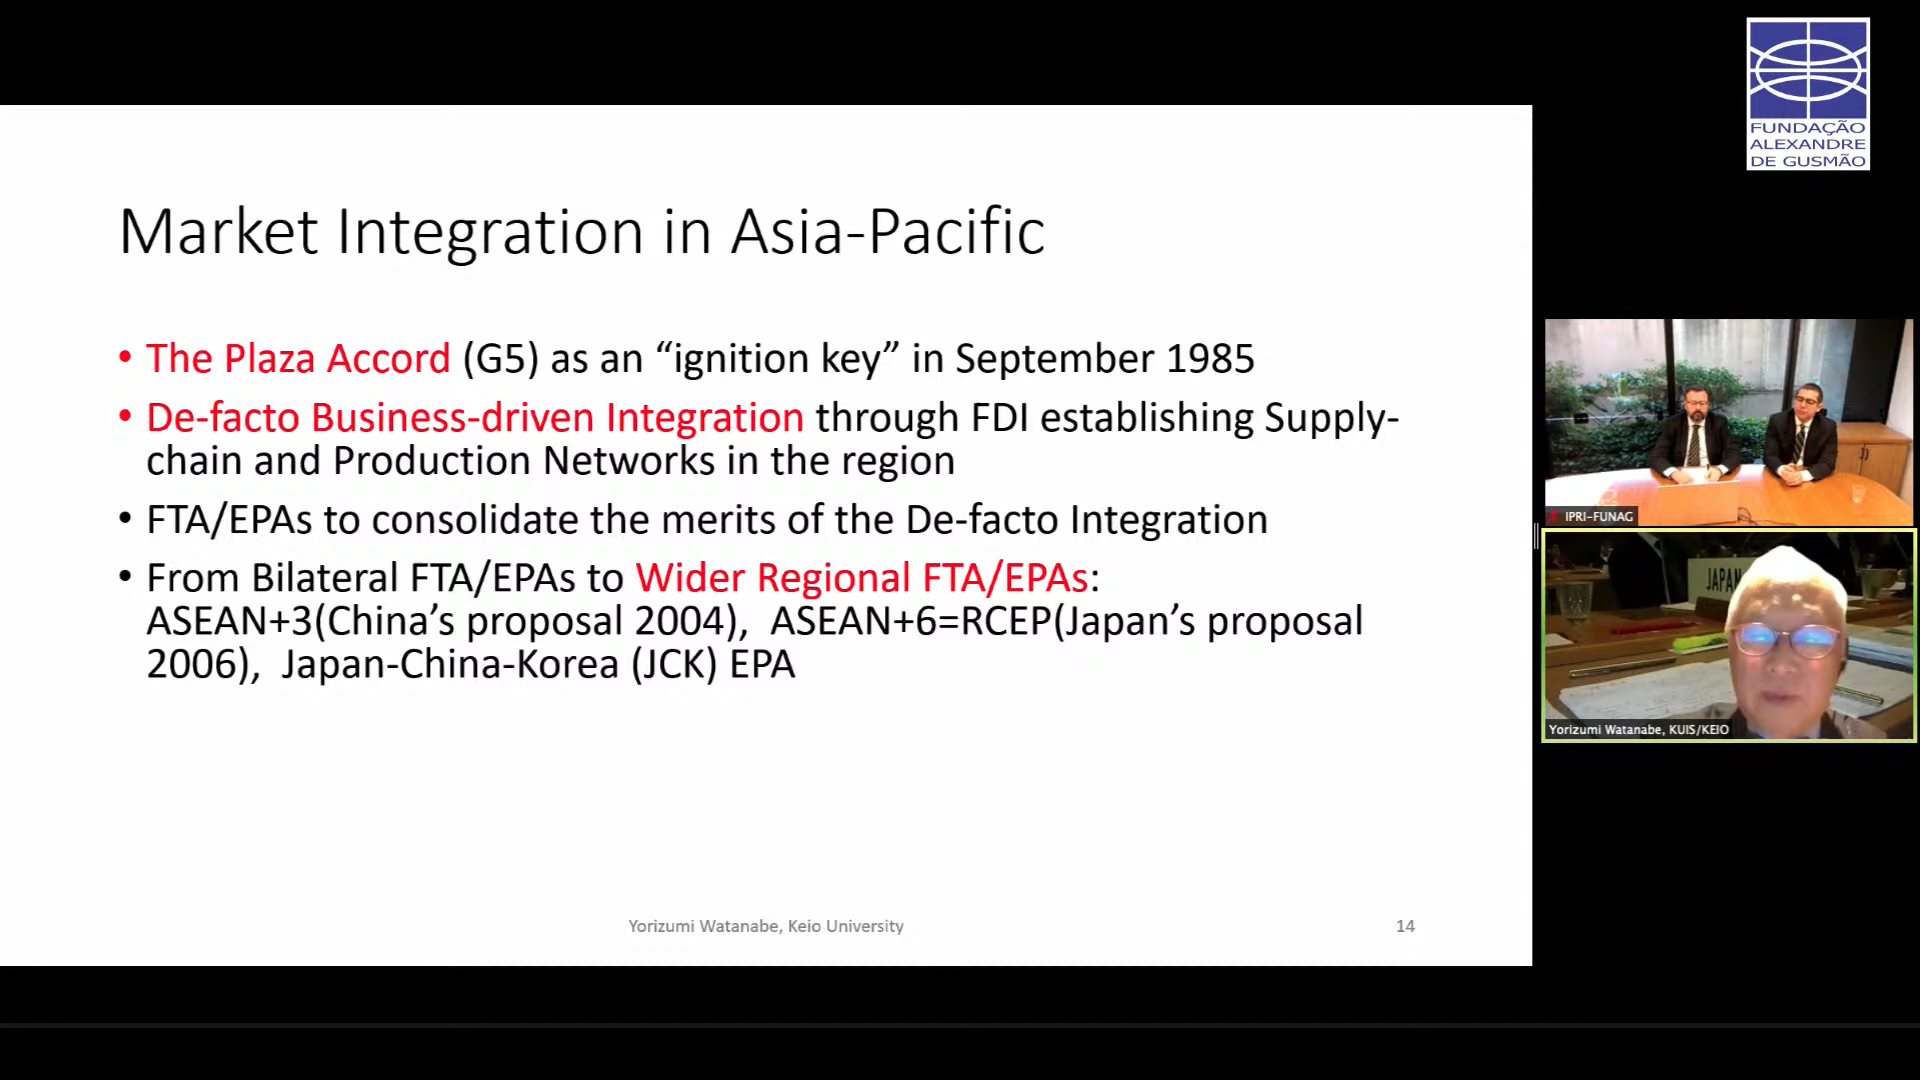 FUNDAÇÃO
ALEXANDRE
DE GUSMÃO
Market Integration in Asia-Pacific
• The Plaza Accord (G5) as an “ignition key” in September 1985
• De-facto Business-driven Integration through FDI establishing Supply-
chain and Production Networks in the region
• FTA/EPAs to consolidate the merits of the De-facto Integration
• From Bilateral FTA/EPAs to Wider Regional FTA/EPAs:
ASEAN+3(China’s proposal 2004), ASEAN+6=RCEP(Japan’s proposal
2006), Japan-China-Korea (JCK) EPA
Yorizumi Watanabe, Keio University
14
IPRI-FUNAG
JAPAN
Yorizumi Watanabe, KUIS/KEIO